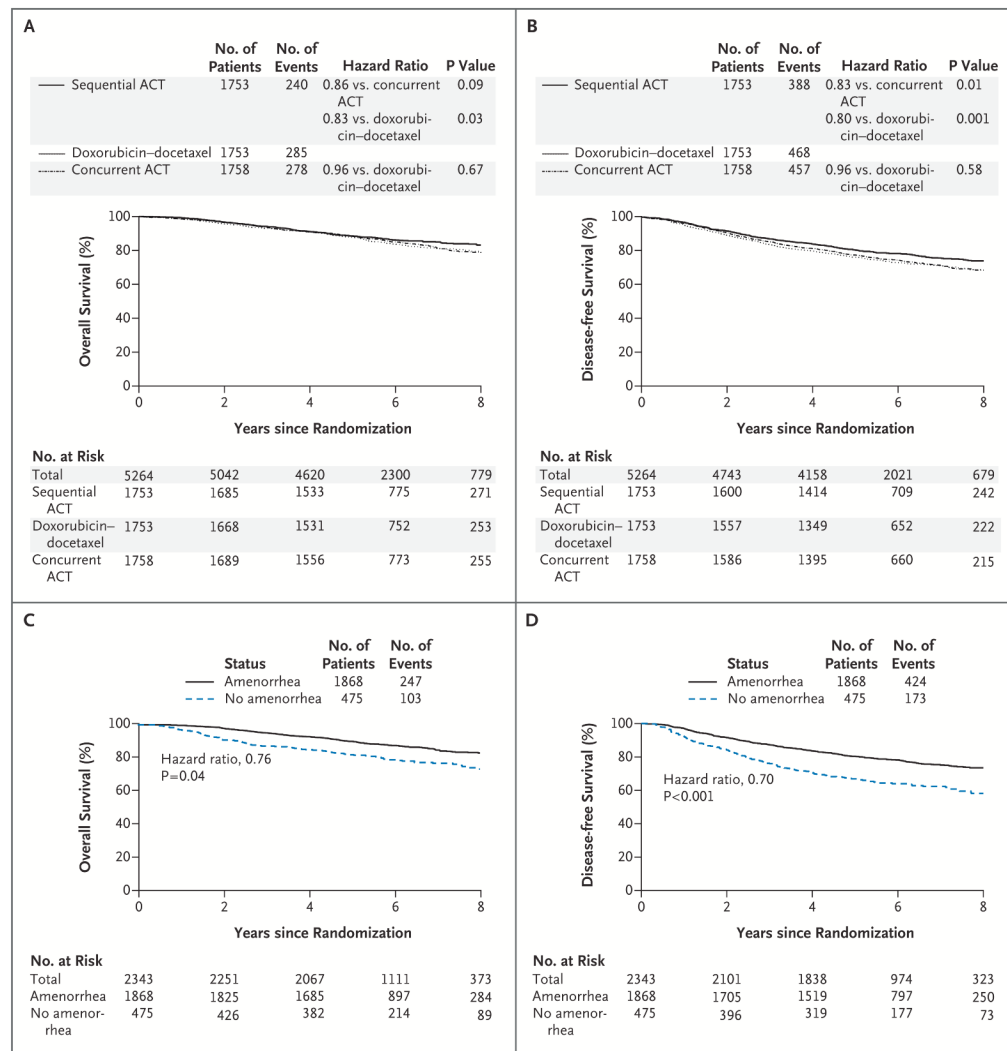 A
No. of Patients No. of Events Hazard Ratio P Value
Sequential ACT 1753 240 0.86 vs. concurrent ACT 0.09
0.83 vs. doxorubi-cin–docetaxel 0.03
Doxorubicin–docetaxel 1753 285
Concurrent ACT 1758 278 0.96 vs. doxorubi-cin–docetaxel 0.67
Overall Survival (%)
100
80
60
40
20
0
0 2 4 6 8
Years since Randomization
No. at Risk
Total 5264 5042 4620 2300 779
Sequential ACT 1753 1685 1533 775 271
Doxorubicin–docetaxel 1753 1668 1531 752 253
Concurrent ACT 1758 1689 1556 773 255
B
No. of Patients No. of Events Hazard Ratio P Value
Sequential ACT 1753 388 0.83 vs. concurrent ACT 0.01
0.80 vs. doxorubi-cin–docetaxel 0.001
Doxorubicin–docetaxel 1753 468
Concurrent ACT 1758 457 0.96 vs. doxorubi-cin–docetaxel 0.58
Disease-free Survival (%)
100
80
60
40
20
0
0 2 4 6 8
Years since Randomization
No. at Risk
Total 5264 4743 4158 2021 679
Sequential ACT 1753 1600 1414 709 242
Doxorubicin–docetaxel 1753 1557 1349 652 222
Concurrent ACT 1758 1586 1395 660 215
C
Status No. of Patients No. of Events
Amenorrhea 1868 247
No amenorrhea 475 103
Overall Survival (%)
100
80
60
40
20
0
Hazard ratio, 0.76
P=0.04
0 2 4 6 8
Years since Randomization
No. at Risk
Total 2343 2251 2067 1111 373
Amenorrhea 1868 1825 1685 897 284
No amenor-rhea 475 426 382 214 89
D
Status No. of Patients No. of Events
Amenorrhea 1868 424
No amenorrhea 475 173
Disease-free Survival (%)
100
80
60
40
20
0
Hazard ratio, 0.70
P<0.001
0 2 4 6 8
Years since Randomization
No. at Risk
Total 2343 2101 1838 974 323
Amenorrhea 1868 1705 1519 797 250
No amenor-rhea 475 396 319 177 73